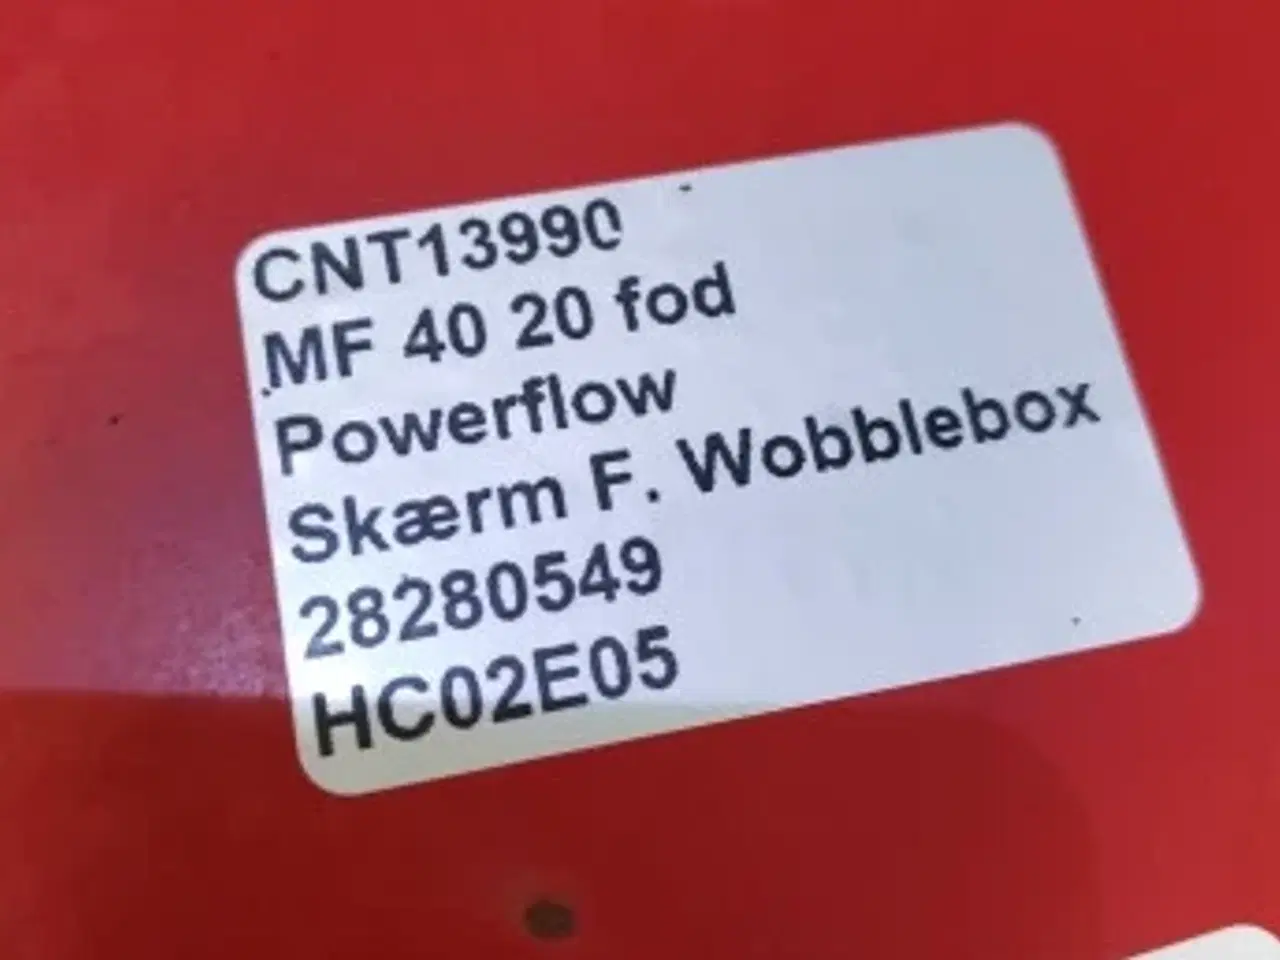 CNT13990
MF 40 20 fod
Powerflow
Skærm F. Wobblebox
28280549
HC02E05